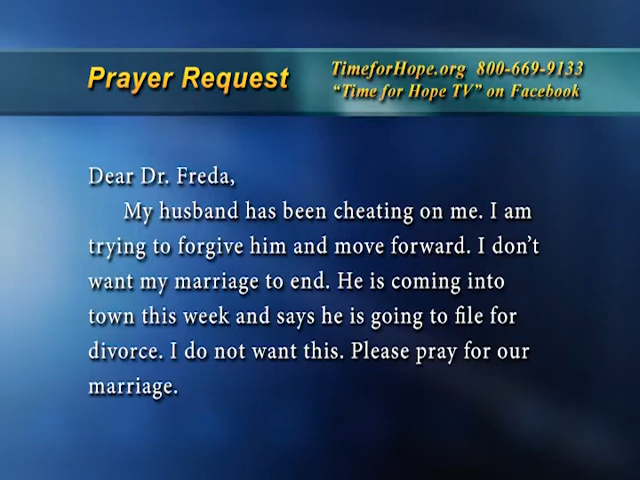 Prayer Request
TimeforHope.org 800-669-9133
“Time for Hope TV” on Facebook
Dear Dr. Freda,
My husband has been cheating on me. I am
trying to forgive him and move forward. I don’t
want my marriage to end. He is coming into
town this week and says he is going to file for
divorce. I do not want this. Please pray for our
marriage.